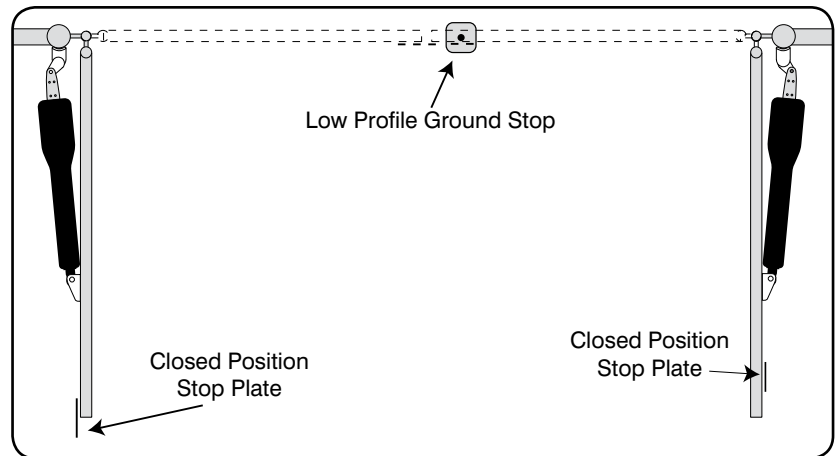 Low Profile Ground Stop
Closed Position
Stop Plate
Closed Position
Stop Plate